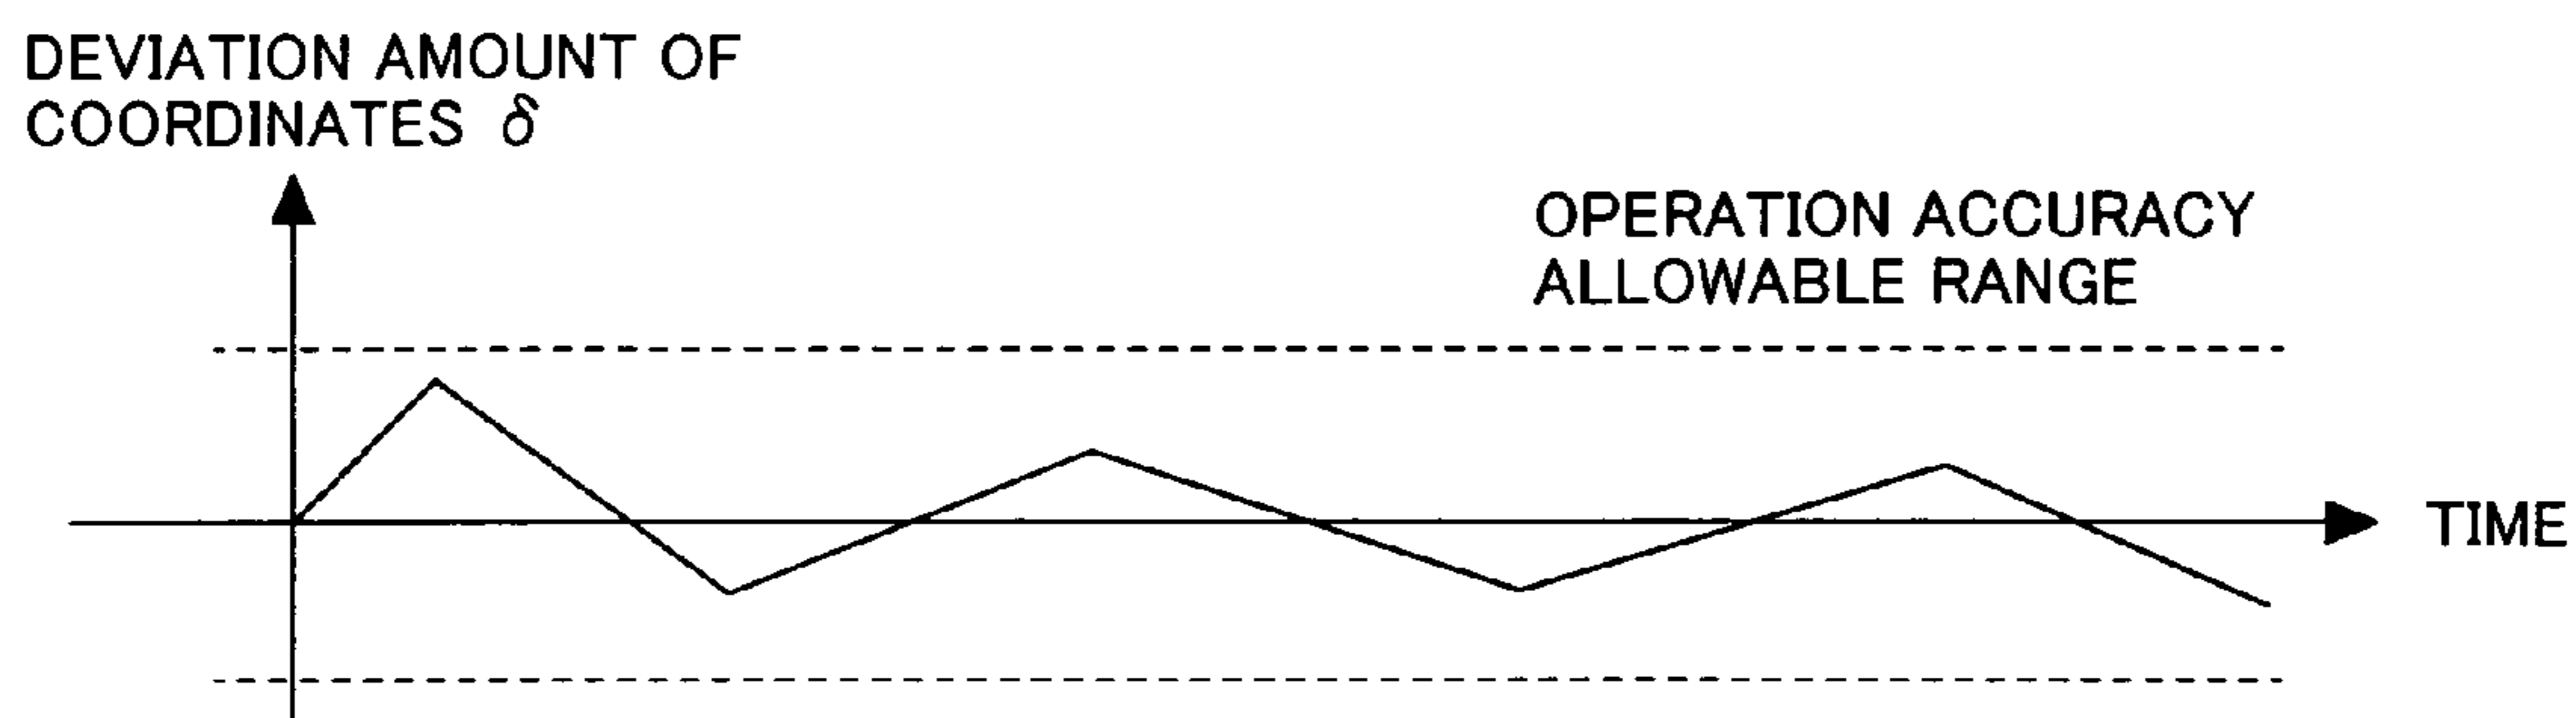 DEVIATION AMOUNT OF
COORDINATES δ
OPERATION ACCURACY
ALLOWABLE RANGE
TIME